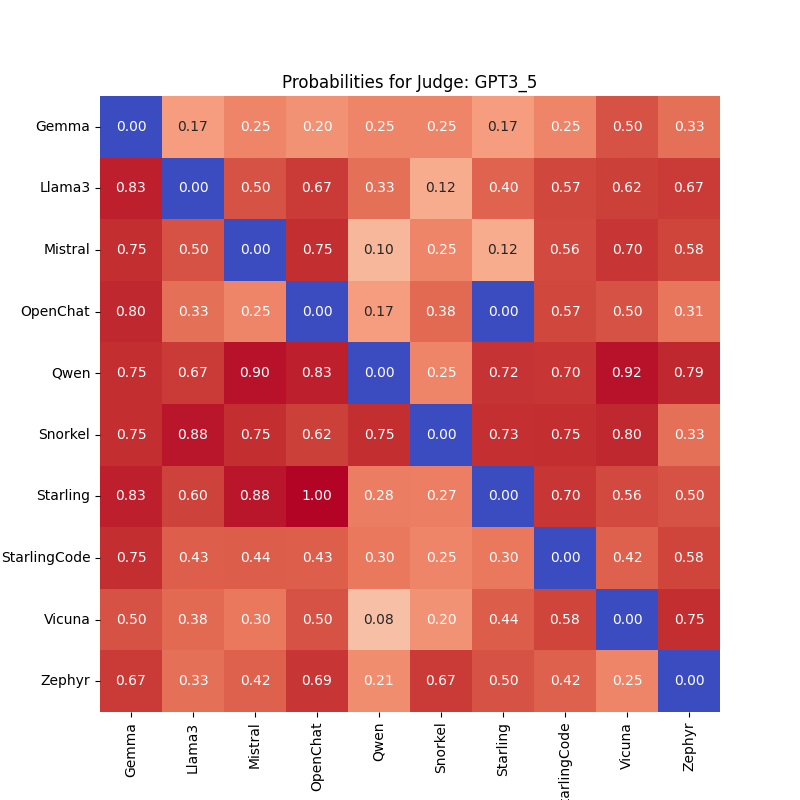 Probabilities for Judge: GPT3_5
Gemma 0.00 0.17 0.25 0.20 0.25 0.25 0.17 0.25 0.50 0.33
Llama3 0.83 0.00 0.50 0.67 0.33 0.12 0.40 0.57 0.62 0.67
Mistral 0.75 0.50 0.00 0.75 0.10 0.25 0.12 0.56 0.70 0.58
OpenChat 0.80 0.33 0.25 0.00 0.17 0.38 0.00 0.57 0.50 0.31
Qwen 0.75 0.67 0.90 0.83 0.00 0.25 0.72 0.70 0.92 0.79
Snorkel 0.75 0.88 0.75 0.62 0.75 0.00 0.73 0.75 0.80 0.33
Starling 0.83 0.60 0.88 1.00 0.28 0.27 0.00 0.70 0.56 0.50
StarlingCode 0.75 0.43 0.44 0.43 0.30 0.25 0.30 0.00 0.42 0.58
Vicuna 0.50 0.38 0.30 0.50 0.08 0.20 0.44 0.58 0.00 0.75
Zephyr 0.67 0.33 0.42 0.69 0.21 0.67 0.50 0.42 0.25 0.00
Gemma Llama3 Mistral OpenChat Qwen Snorkel Starling arlingCode Vicuna Zephyr